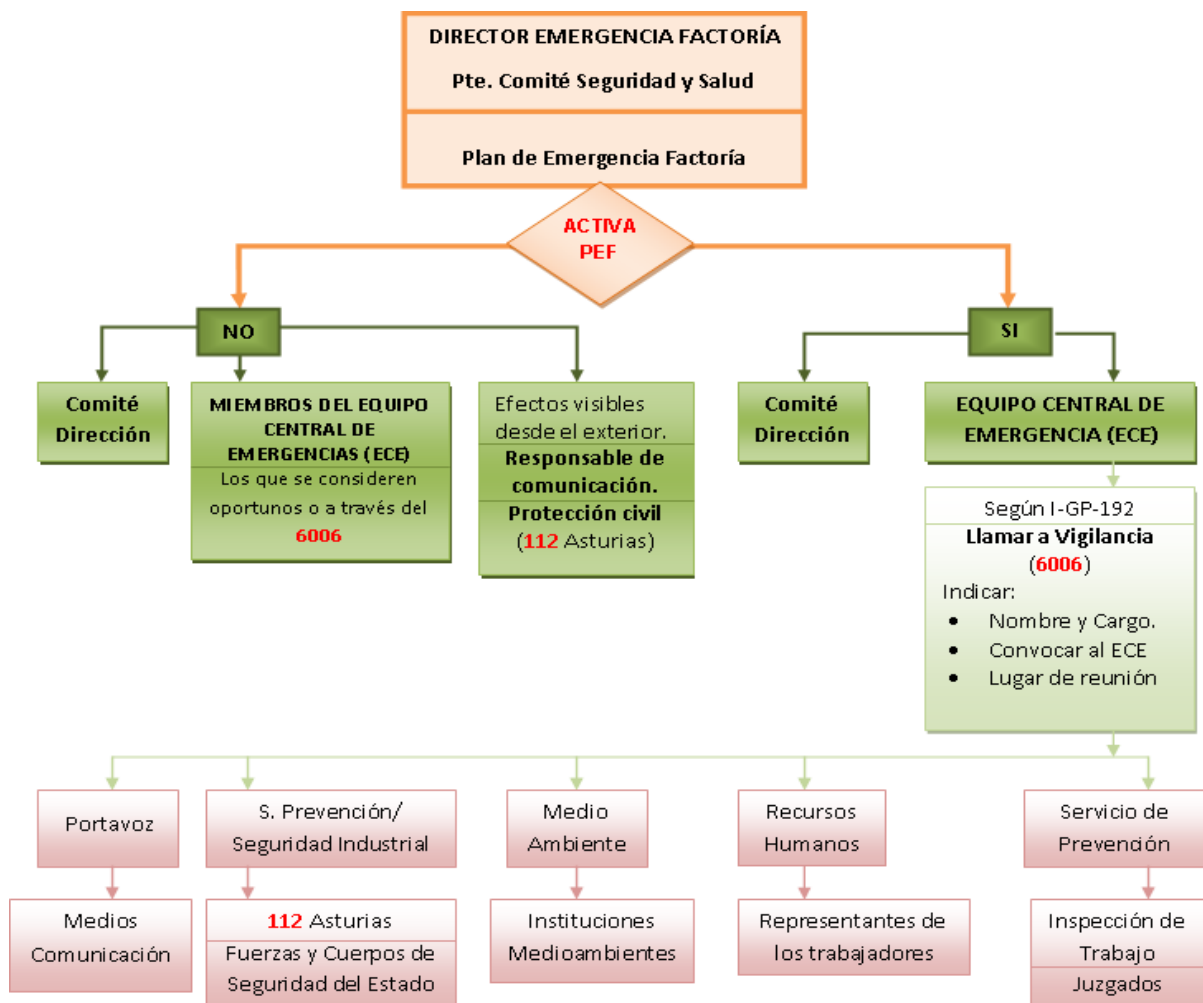 DIRECTOR EMERGENCIA FACTORÍA
Pte. Comité Seguridad y Salud
Plan de Emergencia Factoría
ACTIVA
PEF
NO
SI
Comité
Dirección
MIEMBROS DEL EQUIPO
CENTRAL DE
EMERGENCIAS (ECE)
Los que se consideren
oportunos o a través del
6006
Efectos visibles
desde el exterior.
Responsable de
comunicación.
Protección civil
(112 Asturias)
Comité
Dirección
EQUIPO CENTRAL DE
EMERGENCIA (ECE)
Según I-GP-192
Llamar a Vigilancia
(6006)
Indicar:
• Nombre y Cargo.
• Convocar al ECE
• Lugar de reunión
Portavoz
S. Prevención/
Seguridad Industrial
Medio
Ambiente
Recursos
Humanos
Servicio de
Prevención
Medios
Comunicación
112 Asturias
Fuerzas y Cuerpos de
Seguridad del Estado
Instituciones
Medioambientes
Representantes de
los trabajadores
Inspección de
Trabajo
Juzgados